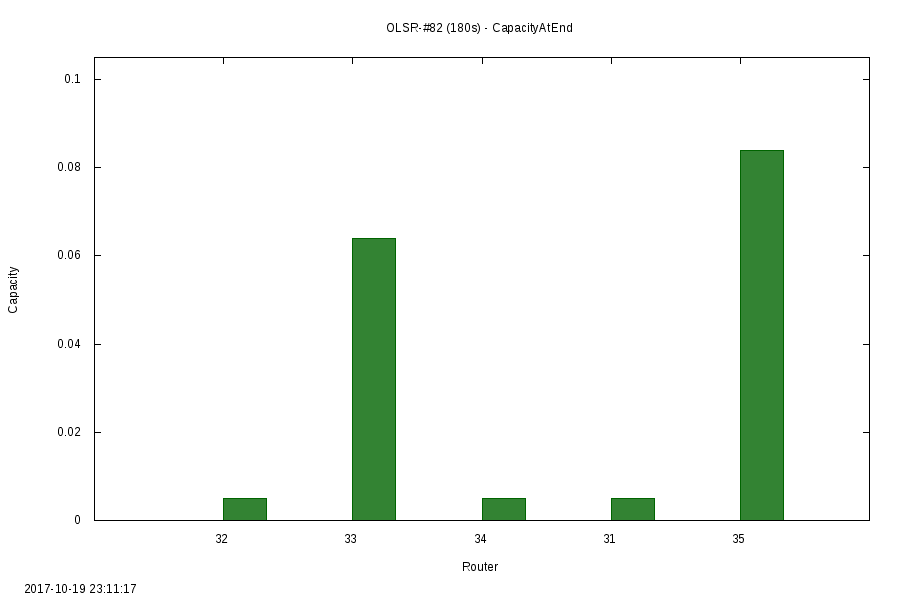 OLSR-#82 (180s) - CapacityAtEnd
0.1
0.08
0.06
0.04
0.02
0
Capacity
32 33 34 31 35
Router
2017-10-19 23:11:17